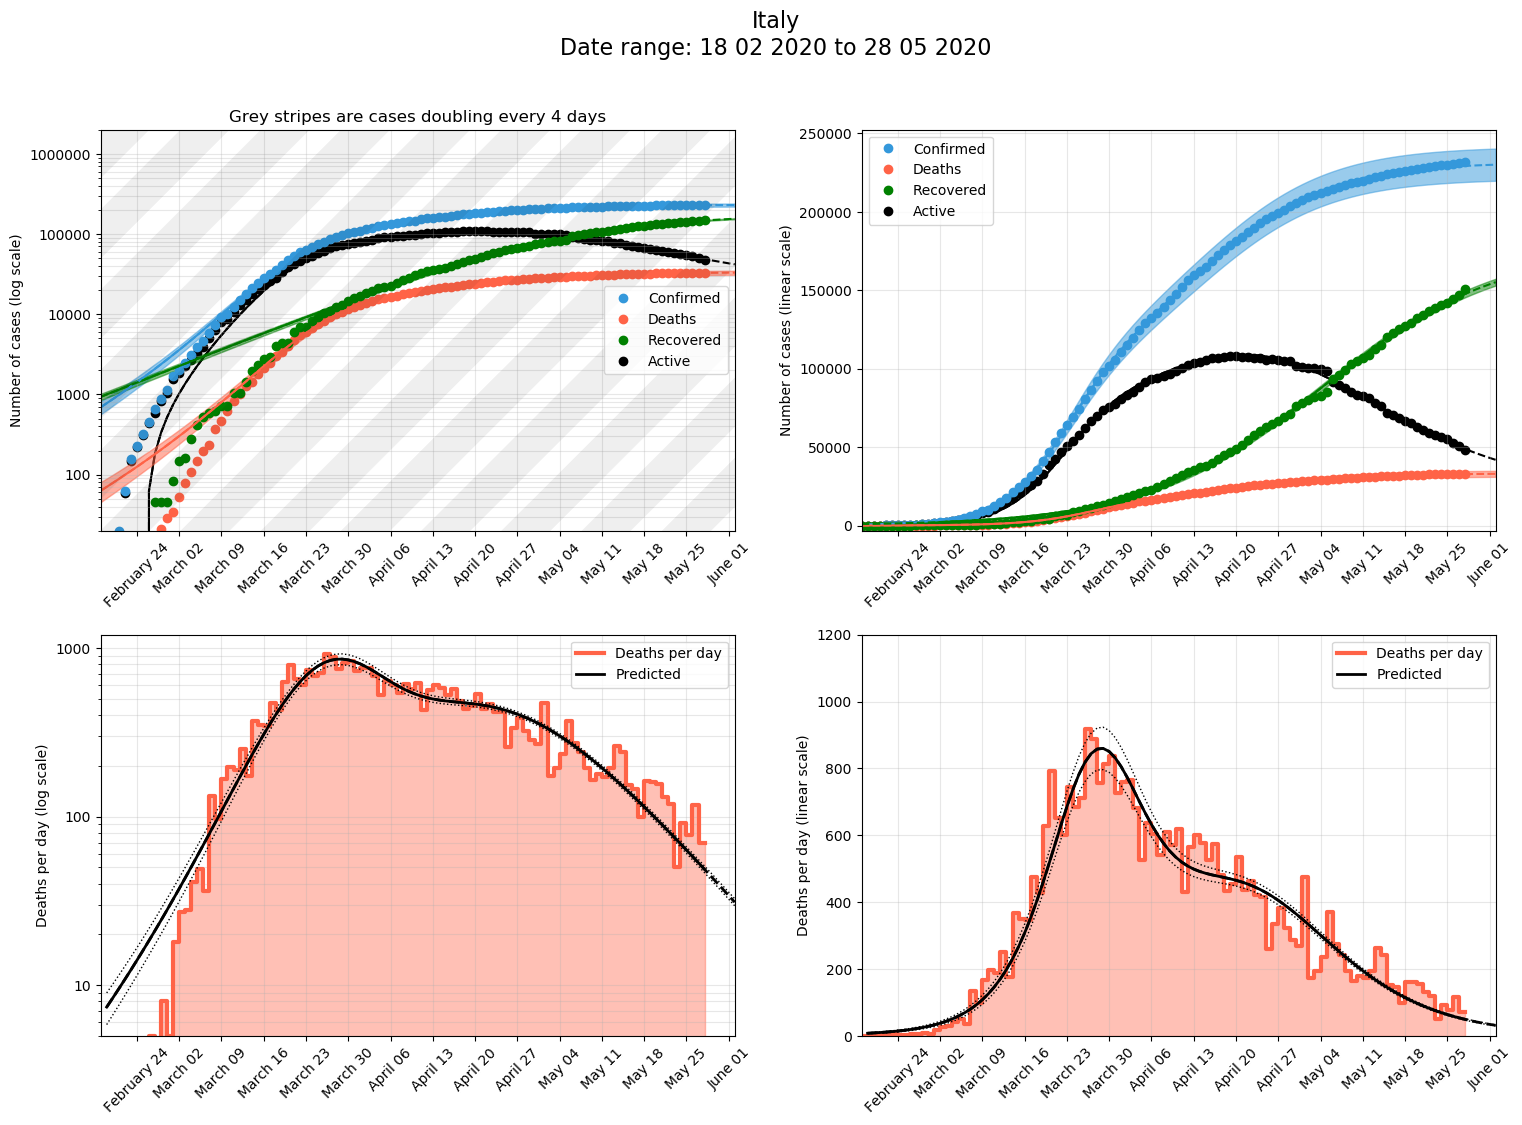 Italy
Date range: 18 02 2020 to 28 05 2020
Grey stripes are cases doubling every 4 days
Number of cases (log scale)
1000000
100000
10000
1000
100
Confirmed
Deaths
Recovered
Active
February 24
March 02
March 09
March 16
March 23
March 30
April 06
April 13
April 20
April 27
May 04
May 11
May 18
May 25
June 01
Number of cases (linear scale)
250000
200000
150000
100000
50000
0
Confirmed
Deaths
Recovered
Active
February 24
March 02
March 09
March 16
March 23
March 30
April 06
April 13
April 20
April 27
May 04
May 11
May 18
May 25
June 01
Deaths per day (log scale)
1000
100
10
Deaths per day
Predicted
February 24
March 02
March 09
March 16
March 23
March 30
April 06
April 13
April 20
April 27
May 04
May 11
May 18
May 25
June 01
Deaths per day (linear scale)
1200
1000
800
600
400
200
0
Deaths per day
Predicted
February 24
March 02
March 09
March 16
March 23
March 30
April 06
April 13
April 20
April 27
May 04
May 11
May 18
May 25
June 01